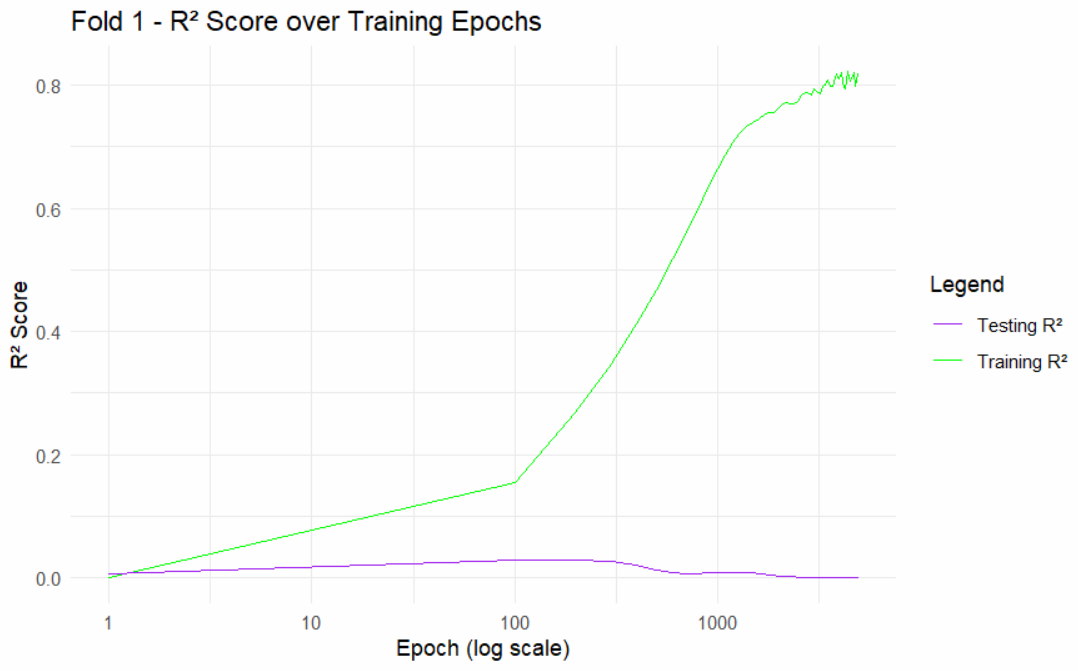 Fold 1 - R² Score over Training Epochs
R² Score
0.8
0.6
0.4
0.2
0.0
1
10
100
1000
Epoch (log scale)
Legend
Testing R²
Training R²